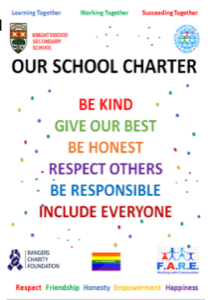 Learning Together Working Together Succeeding Together
KNIGHTSWOOD
SECONDARY
SCHOOL
OUR SCHOOL CHARTER
BE KIND
GIVE OUR BEST
BE HONEST
RESPECT OTHERS
BE RESPONSIBLE
INCLUDE EVERYONE
RANGERS
CHARITY
FOUNDATION
F.A.R.E.
Respect Friendship Honesty Empowerment Happiness